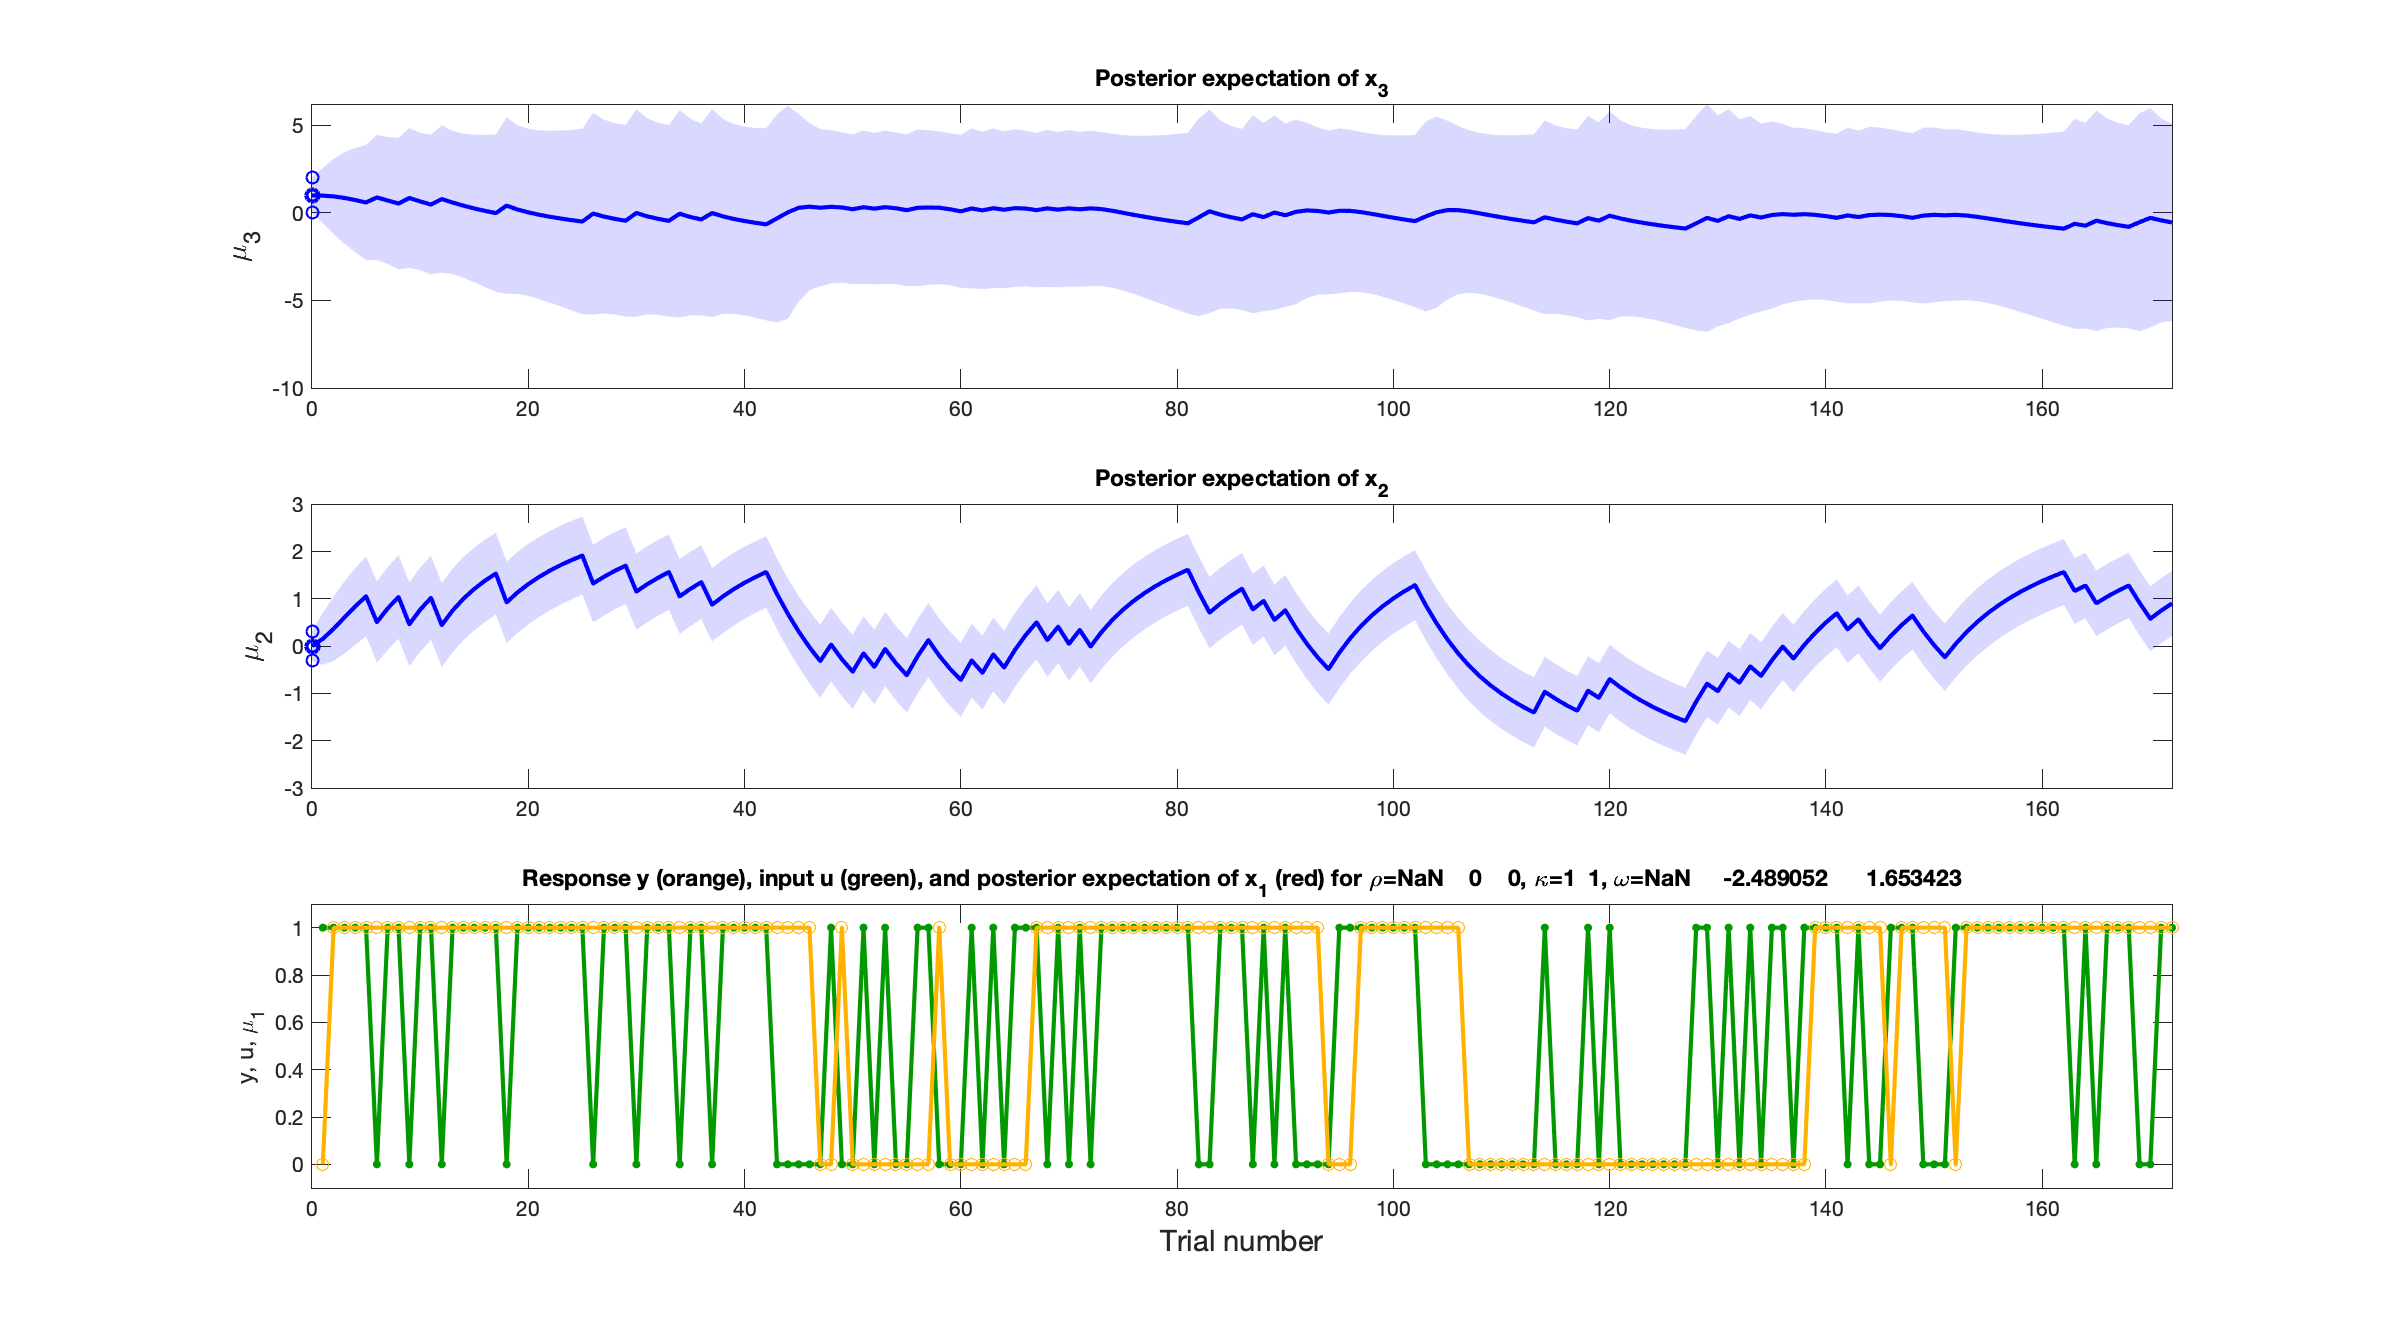 Posterior expectation of x3
5
0
-5
-10
μ3
0 20 40 60 80 100 120 140 160
Posterior expectation of x2
3
2
1
0
-1
-2
-3
μ2
0 20 40 60 80 100 120 140 160
Response y (orange), input u (green), and posterior expectation of x1 (red) for ρ=NaN 0 0, κ=1 1, ω=NaN -2.489052 1.653423
1
0.8
0.6
0.4
0.2
0
y, u, μ1
0 20 40 60 80 100 120 140 160
Trial number